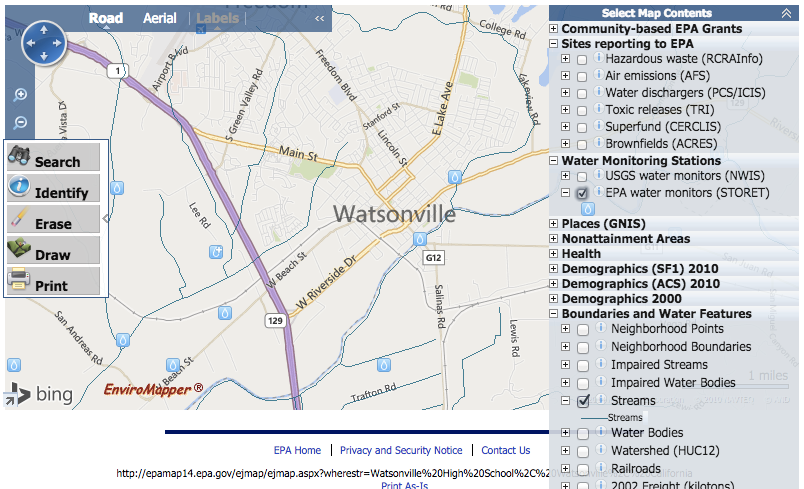 Road Aerial Labels <<
College Rd
Airport Blvd
S Green Valley Rd
Freedom Blvd
Stanford St
E Lake Ave
Lakeview Rd
1
Main St
Lincoln St
Watsonville
Lee Rd
W Beach St
W Riverside Dr
G12
Salinas Rd
129
San Andreas Rd
Lewis Rd
W Beach St
Trafton Rd
Search
Identify
Erase
Draw
Print
bing
EnviroMapper ®
Select Map Contents
Community-based EPA Grants
Sites reporting to EPA
Hazardous waste (RCRAInfo)
Air emissions (AFS)
Water dischargers (PCS/ICIS)
Toxic releases (TRI)
Superfund (CERCLIS)
Brownfields (ACRES)
Water Monitoring Stations
USGS water monitors (NWIS)
EPA water monitors (STORET)
Places (GNIS)
Nonattainment Areas
Health
Demographics (SF1) 2010
Demographics (ACS) 2010
Demographics 2000
Boundaries and Water Features
Neighborhood Points
Neighborhood Boundaries
Impaired Streams
Impaired Water Bodies
1 miles
Streams
Streams
Water Bodies
Watershed (HUC12)
Railroads
2002 Freight (kilotons)
EPA Home | Privacy and Security Notice | Contact Us
http://epamap14.epa.gov/ejmap/ejmap.aspx?wherestr=Watsonville%20High%20School%2C%20Watsonville%2C%20California
Print As-Is